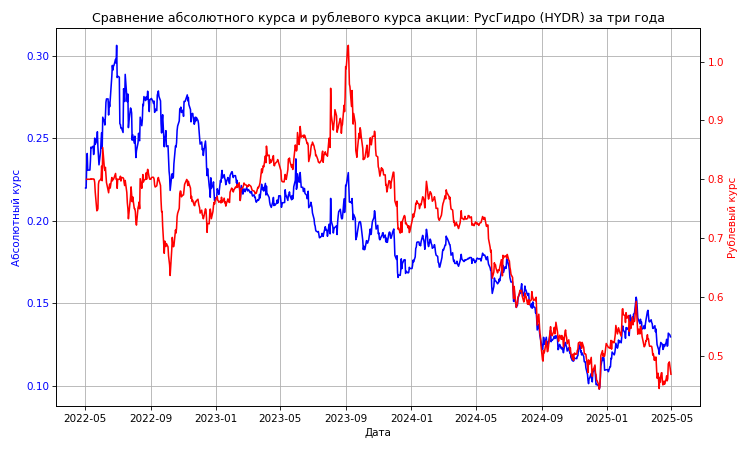 Сравнение абсолютного курса и рублевого курса акции: РусГидро (HYDR) за три года
0.30
0.25
0.20
0.15
0.10
Абсолютный курс
1.0
0.9
0.8
0.7
0.6
0.5
Рублевый курс
2022-05 2022-09 2023-01 2023-05 2023-09 2024-01 2024-05 2024-09 2025-01 2025-05
Дата